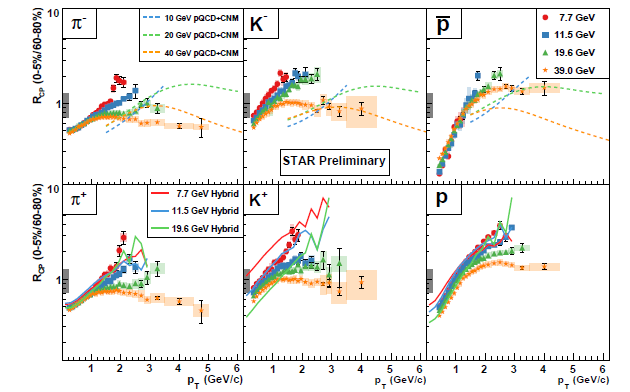 π⁻
10 GeV pQCD+CNM
20 GeV pQCD+CNM
40 GeV pQCD+CNM
K⁻
p̅
7.7 GeV
11.5 GeV
19.6 GeV
39.0 GeV
R_CP (0-5%/60-80%)
1
STAR Preliminary
π⁺
7.7 GeV Hybrid
11.5 GeV Hybrid
19.6 GeV Hybrid
K⁺
p
R_CP (0-5%/60-80%)
1
1 2 3 4 5 6 1 2 3 4 5 6 1 2 3 4 5 6
p_T (GeV/c) p_T (GeV/c) p_T (GeV/c)